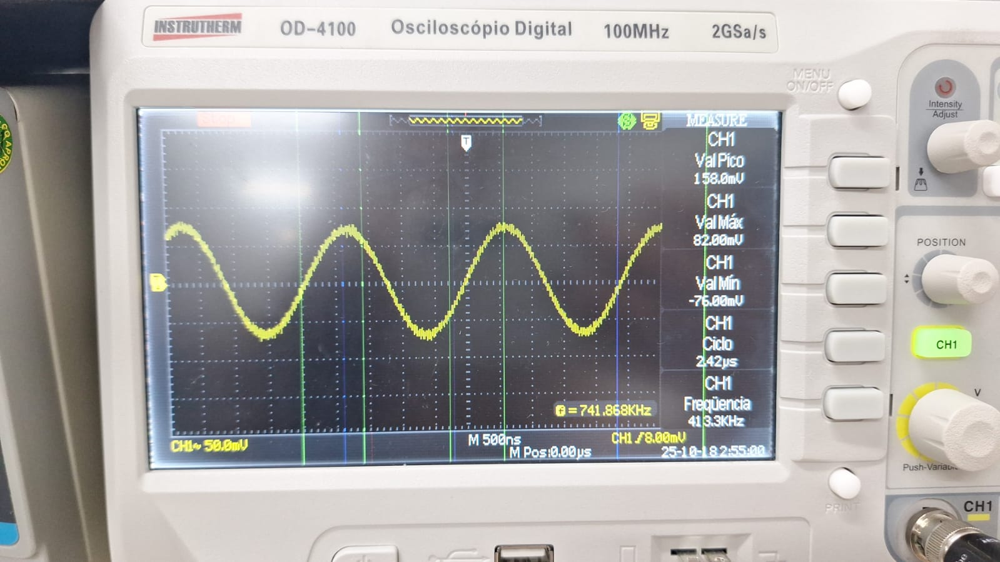 INSTRUTHERM OD-4100 Osciloscópio Digital 100MHz 2GSa/s
MENU
ON/OFF
Intensity
Adjust
Stop
T
MEASURE
CH1
Val Pico
158.0mV
CH1
Val Máx
82.00mV
CH1
Val Mín
-76.00mV
CH1
Ciclo
2.42µs
CH1
Freqüencia
413.3KHz
f = 741.868KHz
CH1~ 50.0mV
M 500ns
CH1 / 8.00mV
M Pos:0.00µs
25-10-18 2:55:00
POSITION
CH1
V
Push-Variab
PRINT
CH1